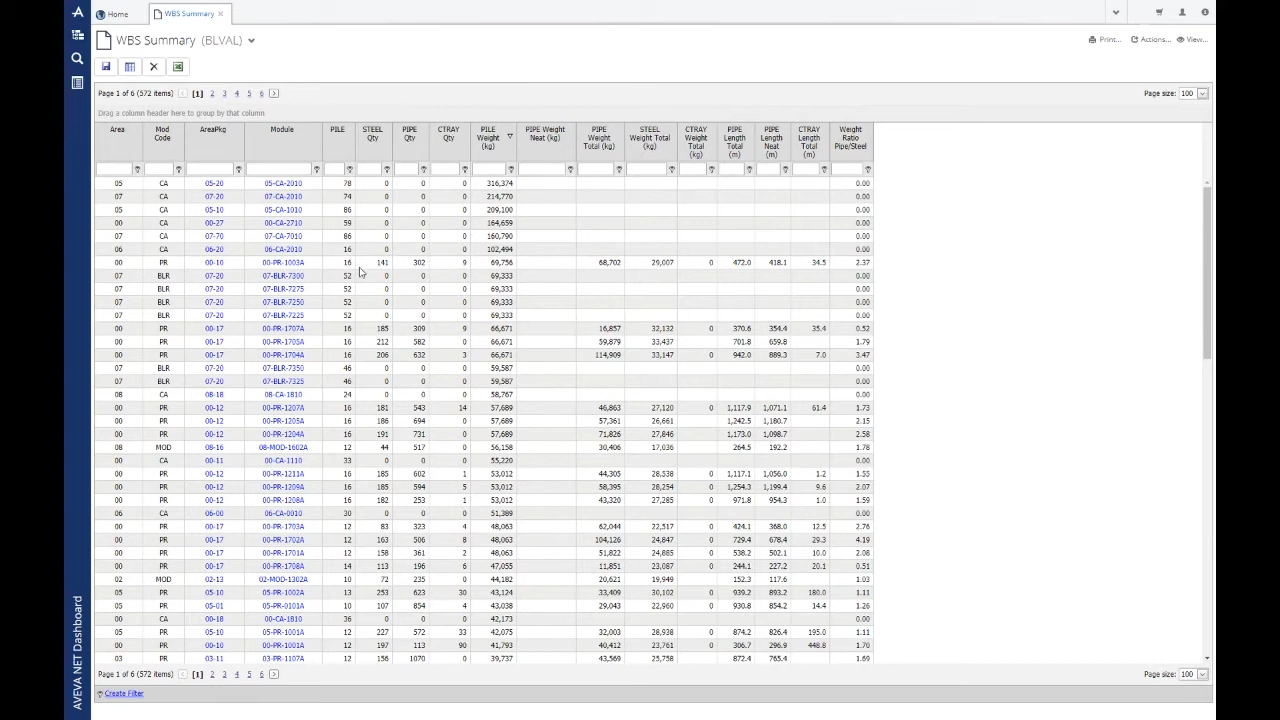 Home
WBS Summary
WBS Summary (BLVAL)
Print... Actions... View...
Page 1 of 6 (572 items) [1] 2 3 4 5 6 Page size: 100
Drag a column header here to group by that column
Area Mod Code AreaPkg Module PILE STEEL Qty PIPE Qty CTRAY Qty PILE Weight (kg) PIPE Weight Neat (kg) PIPE Weight Total (kg) STEEL Weight Total (kg) CTRAY Weight Total (kg) PIPE Length Total (m) PIPE Length Neat (m) CTRAY Length Total (m) Weight Ratio Pipe/Steel
05 CA 05-20 05-CA-2010 78 0 0 0 316,374 0.00
07 CA 07-20 07-CA-2010 74 0 0 0 214,770 0.00
05 CA 05-10 05-CA-1010 86 0 0 0 209,100 0.00
00 CA 00-27 00-CA-2710 59 0 0 0 164,659 0.00
07 CA 07-70 07-CA-7010 86 0 0 0 160,790 0.00
06 CA 06-20 06-CA-2010 16 0 0 0 102,494 0.00
00 PR 00-10 00-PR-1003A 16 141 302 9 69,756 68,702 29,007 0 472.0 418.1 34.5 2.37
07 BLR 07-20 07-BLR-7300 52 0 0 0 69,333 0.00
07 BLR 07-20 07-BLR-7275 52 0 0 0 69,333 0.00
07 BLR 07-20 07-BLR-7250 52 0 0 0 69,333 0.00
07 BLR 07-20 07-BLR-7225 52 0 0 0 69,333 0.00
00 PR 00-17 00-PR-1707A 16 185 309 9 66,671 16,857 32,132 0 370.6 354.4 35.4 0.52
00 PR 00-17 00-PR-1705A 16 212 582 0 66,671 59,879 33,437 701.8 659.8 1.79
00 PR 00-17 00-PR-1704A 16 206 632 3 66,671 114,909 33,147 0 942.0 889.3 7.0 3.47
07 BLR 07-20 07-BLR-7350 46 0 0 0 59,587 0.00
07 BLR 07-20 07-BLR-7325 46 0 0 0 59,587 0.00
08 CA 08-18 08-CA-1810 24 0 0 0 58,767 0.00
00 PR 00-12 00-PR-1207A 16 181 543 14 57,689 46,863 27,120 0 1,117.9 1,071.1 61.4 1.73
00 PR 00-12 00-PR-1205A 16 186 694 0 57,689 57,361 26,661 1,242.5 1,180.7 2.15
00 PR 00-12 00-PR-1204A 16 191 731 0 57,689 71,826 27,846 1,173.0 1,098.7 2.58
08 MOD 08-16 08-MOD-1602A 12 44 517 0 56,158 30,406 17,036 264.5 192.2 1.78
00 CA 00-11 00-CA-1110 33 0 0 0 55,220 0.00
00 PR 00-12 00-PR-1211A 16 185 602 1 53,012 44,305 28,538 0 1,117.1 1,056.0 1.2 1.55
00 PR 00-12 00-PR-1209A 16 185 594 5 53,012 58,395 28,254 0 1,254.3 1,199.4 9.6 2.07
00 PR 00-12 00-PR-1208A 16 182 253 1 53,012 43,320 27,285 0 971.8 954.3 1.0 1.59
06 CA 06-00 06-CA-0010 30 0 0 0 51,389 0.00
00 PR 00-17 00-PR-1703A 12 83 323 4 48,063 62,044 22,517 0 424.1 368.0 12.5 2.76
00 PR 00-17 00-PR-1702A 12 163 506 8 48,063 104,126 24,847 0 729.4 678.4 29.3 4.19
00 PR 00-17 00-PR-1701A 12 158 361 2 48,063 51,822 24,885 0 538.2 502.1 10.0 2.08
00 PR 00-17 00-PR-1708A 14 113 196 6 47,055 11,851 23,087 0 244.1 227.2 20.1 0.51
02 MOD 02-13 02-MOD-1302A 10 72 235 0 44,182 20,621 19,949 152.3 117.6 1.03
05 PR 05-10 05-PR-1002A 13 253 623 30 43,124 33,409 30,102 0 939.2 893.2 180.0 1.11
05 PR 05-01 05-PR-0101A 10 107 854 4 43,038 29,043 22,960 0 930.8 854.2 14.4 1.26
00 CA 00-18 00-CA-1810 36 0 0 0 42,173 0.00
05 PR 05-10 05-PR-1001A 12 227 572 33 42,075 32,003 28,938 0 874.2 826.4 195.0 1.11
00 PR 00-10 00-PR-1001A 12 197 113 90 41,793 40,412 23,761 0 306.7 296.9 448.8 1.70
03 PR 03-11 03-PR-1107A 12 156 1070 0 39,737 43,569 25,758 872.4 765.4 1.69
Page 1 of 6 (572 items) [1] 2 3 4 5 6 Page size: 100
Create Filter
AVEVA NET Dashboard